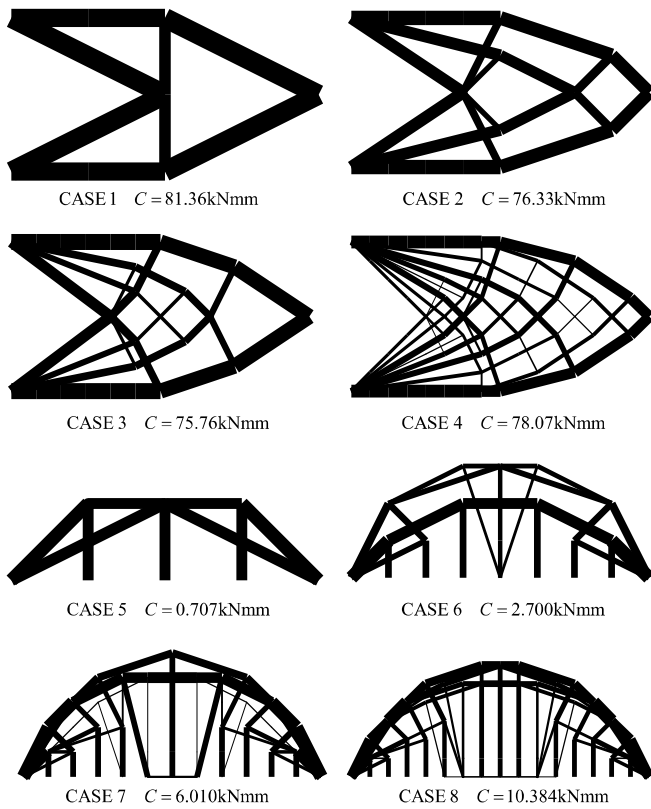 CASE 1 C = 81.36kNmm
CASE 2 C = 76.33kNmm
CASE 3 C = 75.76kNmm
CASE 4 C = 78.07kNmm
CASE 5 C = 0.707kNmm
CASE 6 C = 2.700kNmm
CASE 7 C = 6.010kNmm
CASE 8 C = 10.384kNmm